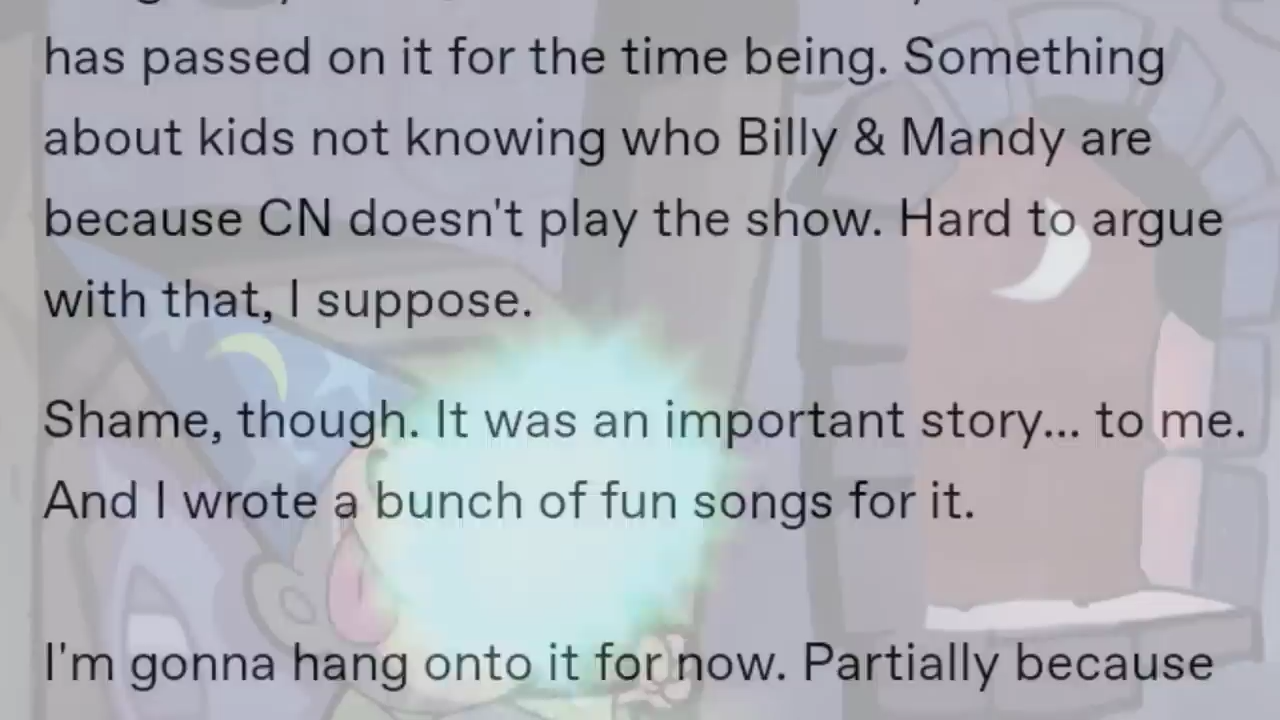 has passed on it for the time being. Something
about kids not knowing who Billy & Mandy are
because CN doesn't play the show. Hard to argue
with that, I suppose.
Shame, though. It was an important story... to me.
And I wrote a bunch of fun songs for it.
I'm gonna hang onto it for now. Partially because